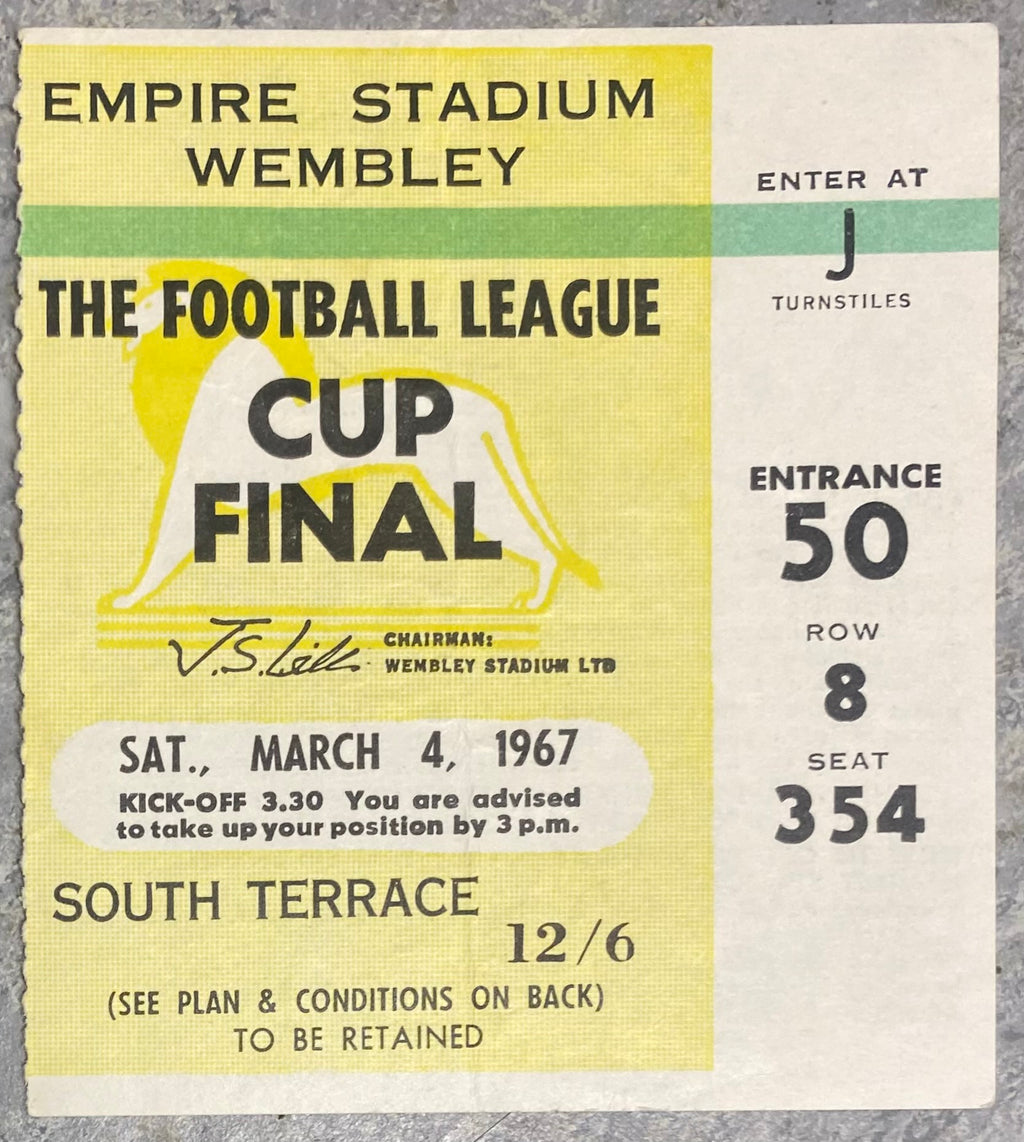 EMPIRE STADIUM
WEMBLEY
THE FOOTBALL LEAGUE
CUP
FINAL
CHAIRMAN:
WEMBLEY STADIUM LTD
SAT., MARCH 4, 1967
KICK-OFF 3.30 You are advised
to take up your position by 3 p.m.
SOUTH TERRACE
12/6
(SEE PLAN & CONDITIONS ON BACK)
TO BE RETAINED
ENTER AT
J
TURNSTILES
ENTRANCE
50
ROW
8
SEAT
354